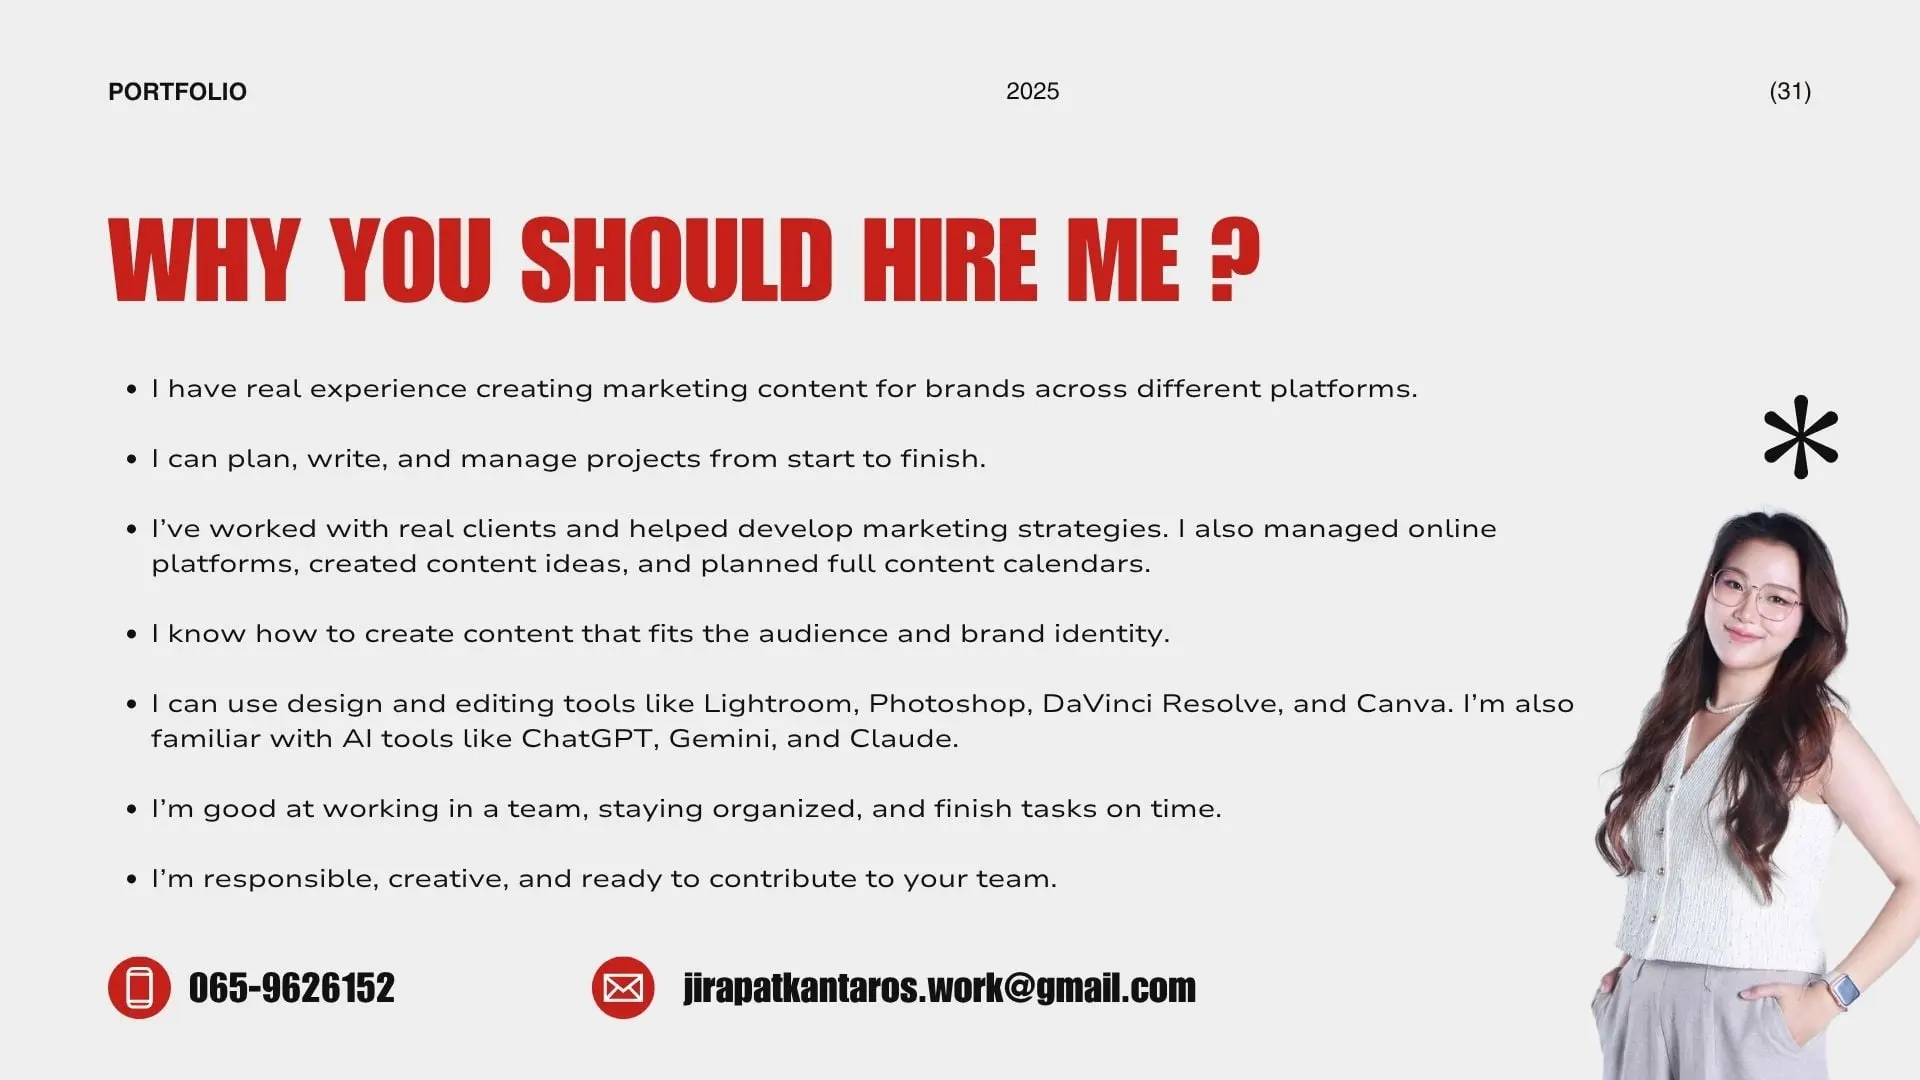 PORTFOLIO 2025 (31)
WHY YOU SHOULD HIRE ME ?
• I have real experience creating marketing content for brands across different platforms.
• I can plan, write, and manage projects from start to finish.
• I’ve worked with real clients and helped develop marketing strategies. I also managed online
platforms, created content ideas, and planned full content calendars.
• I know how to create content that fits the audience and brand identity.
• I can use design and editing tools like Lightroom, Photoshop, DaVinci Resolve, and Canva. I’m also
familiar with AI tools like ChatGPT, Gemini, and Claude.
• I’m good at working in a team, staying organized, and finish tasks on time.
• I’m responsible, creative, and ready to contribute to your team.
065-9626152 jirapatkantaros.work@gmail.com